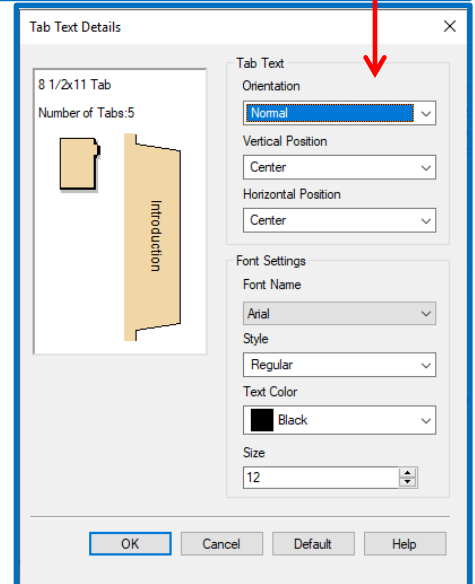 Tab Text Details
8 1/2x11 Tab
Number of Tabs:5
Introduction
Tab Text
Orientation
Normal
Vertical Position
Center
Horizontal Position
Center
Font Settings
Font Name
Arial
Style
Regular
Text Color
Black
Size
12
OK
Cancel
Default
Help